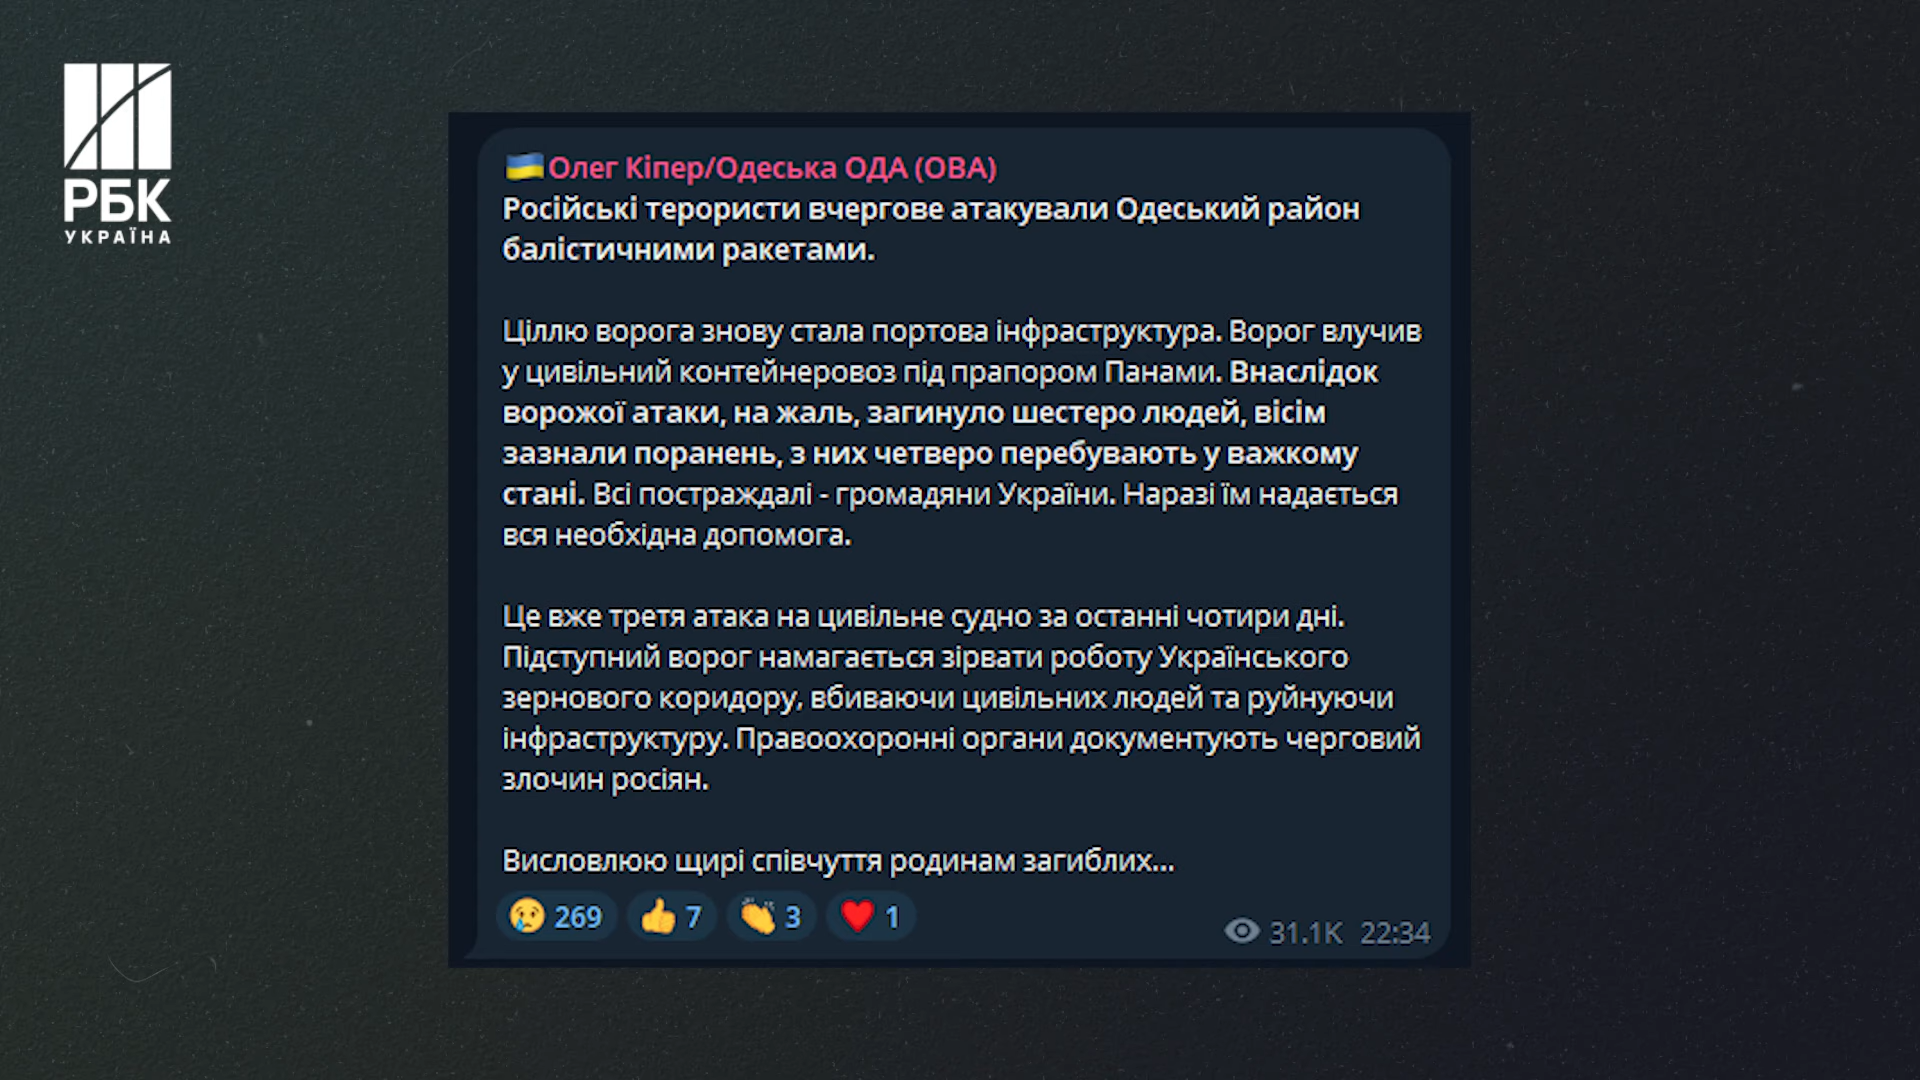 РБК
УКРАЇНА
🇺🇦Олег Кіпер/Одеська ОДА (ОВА)
Російські терористи вчергове атакували Одеський район
балістичними ракетами.
Ціллю ворога знову стала портова інфраструктура. Ворог влучив
у цивільний контейнеровоз під прапором Панами. Внаслідок
ворожої атаки, на жаль, загинуло шестеро людей, вісім
зазнали поранень, з них четверо перебувають у важкому
стані. Всі постраждалі - громадяни України. Наразі їм надається
вся необхідна допомога.
Це вже третя атака на цивільне судно за останні чотири дні.
Підступний ворог намагається зірвати роботу Українського
зернового коридору, вбиваючи цивільних людей та руйнуючи
інфраструктуру. Правоохоронні органи документують черговий
злочин росіян.
Висловлюю щирі співчуття родинам загиблих...
😢 269 👍 7 👏 3 ❤️ 1
31.1K 22:34